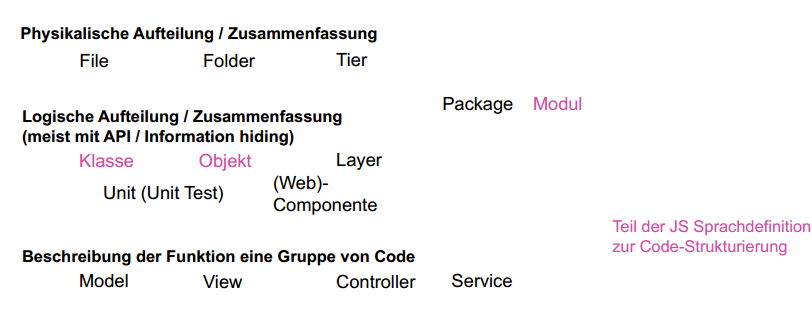 Physikalische Aufteilung / Zusammenfassung
File Folder Tier
Package Modul
Logische Aufteilung / Zusammenfassung
(meist mit API / Information hiding)
Klasse Objekt Layer
Unit (Unit Test)
(Web)-
Componente
Teil der JS Sprachdefinition
zur Code-Strukturierung
Beschreibung der Funktion eine Gruppe von Code
Model View Controller Service